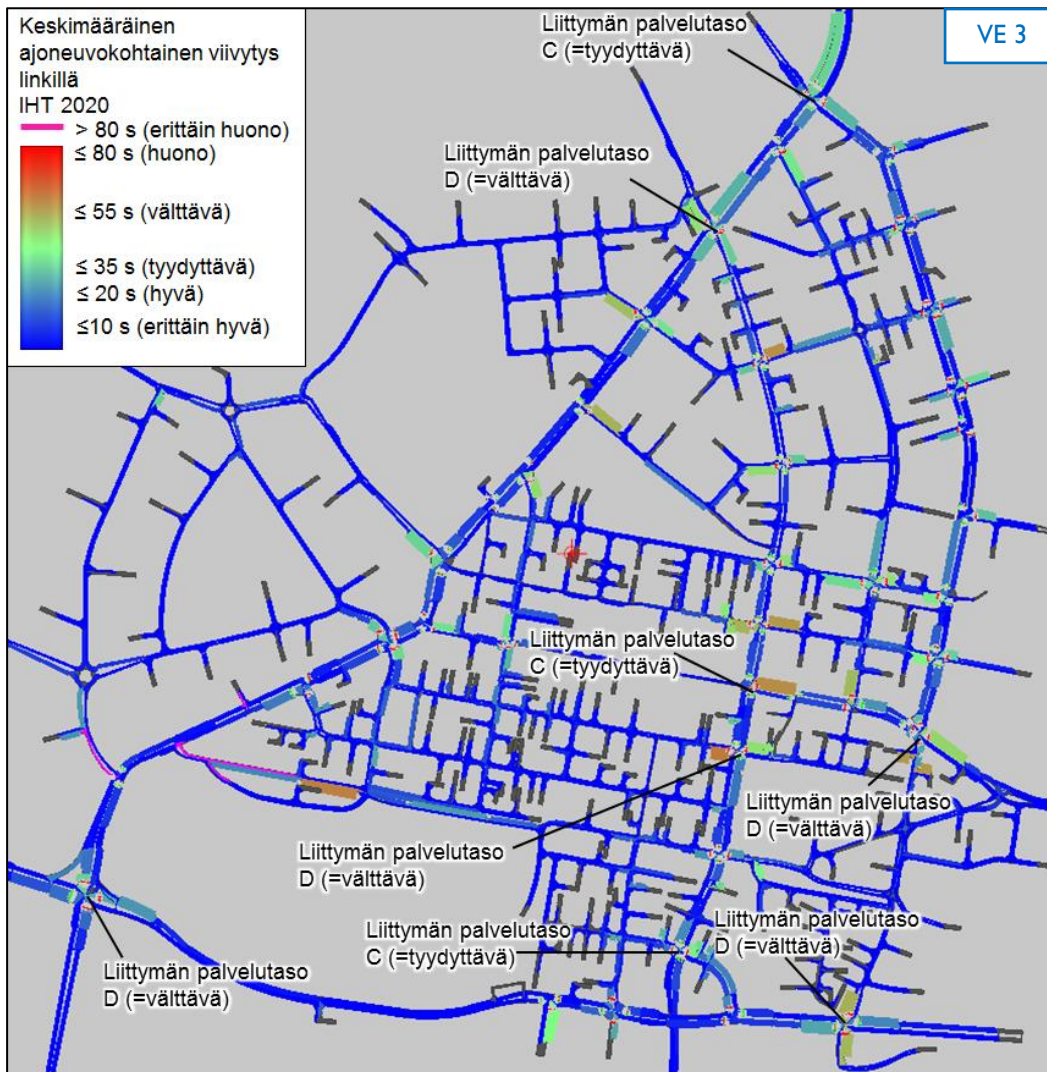 Keskimääräinen
ajoneuvokohtainen viivytys
linkillä
IHT 2020
> 80 s (erittäin huono)
≤ 80 s (huono)
≤ 55 s (välttävä)
≤ 35 s (tyydyttävä)
≤ 20 s (hyvä)
≤10 s (erittäin hyvä)
VE 3
Liittymän palvelutaso
C (=tyydyttävä)
Liittymän palvelutaso
D (=välttävä)
Liittymän palvelutaso
C (=tyydyttävä)
Liittymän palvelutaso
D (=välttävä)
Liittymän palvelutaso
D (=välttävä)
Liittymän palvelutaso
C (=tyydyttävä)
Liittymän palvelutaso
D (=välttävä)
Liittymän palvelutaso
D (=välttävä)